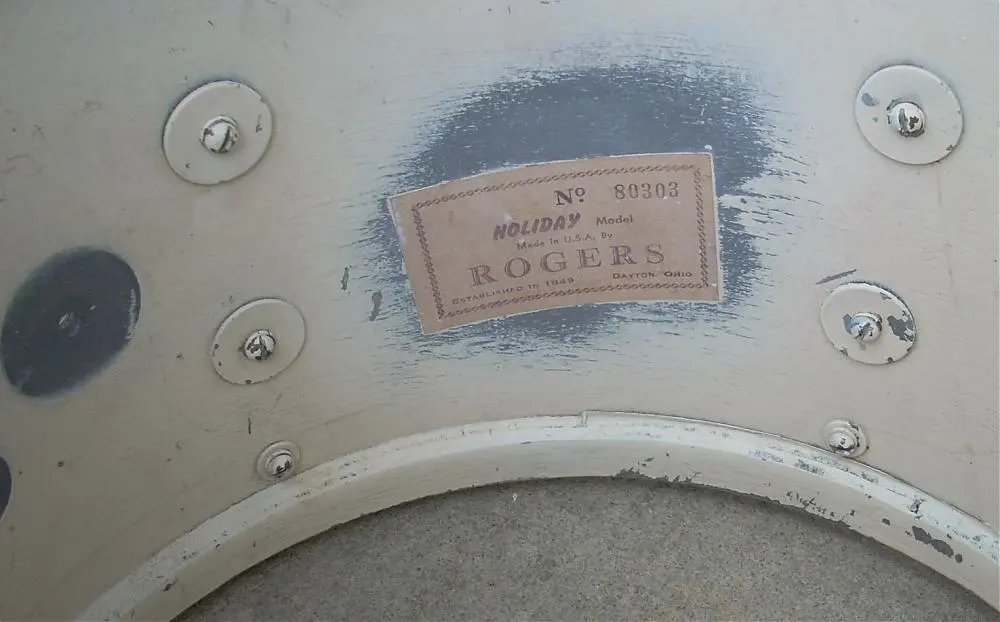 Nº 80303
HOLIDAY Model
Made In U.S.A. By
ROGERS
ESTABLISHED IN 1849 DAYTON, OHIO